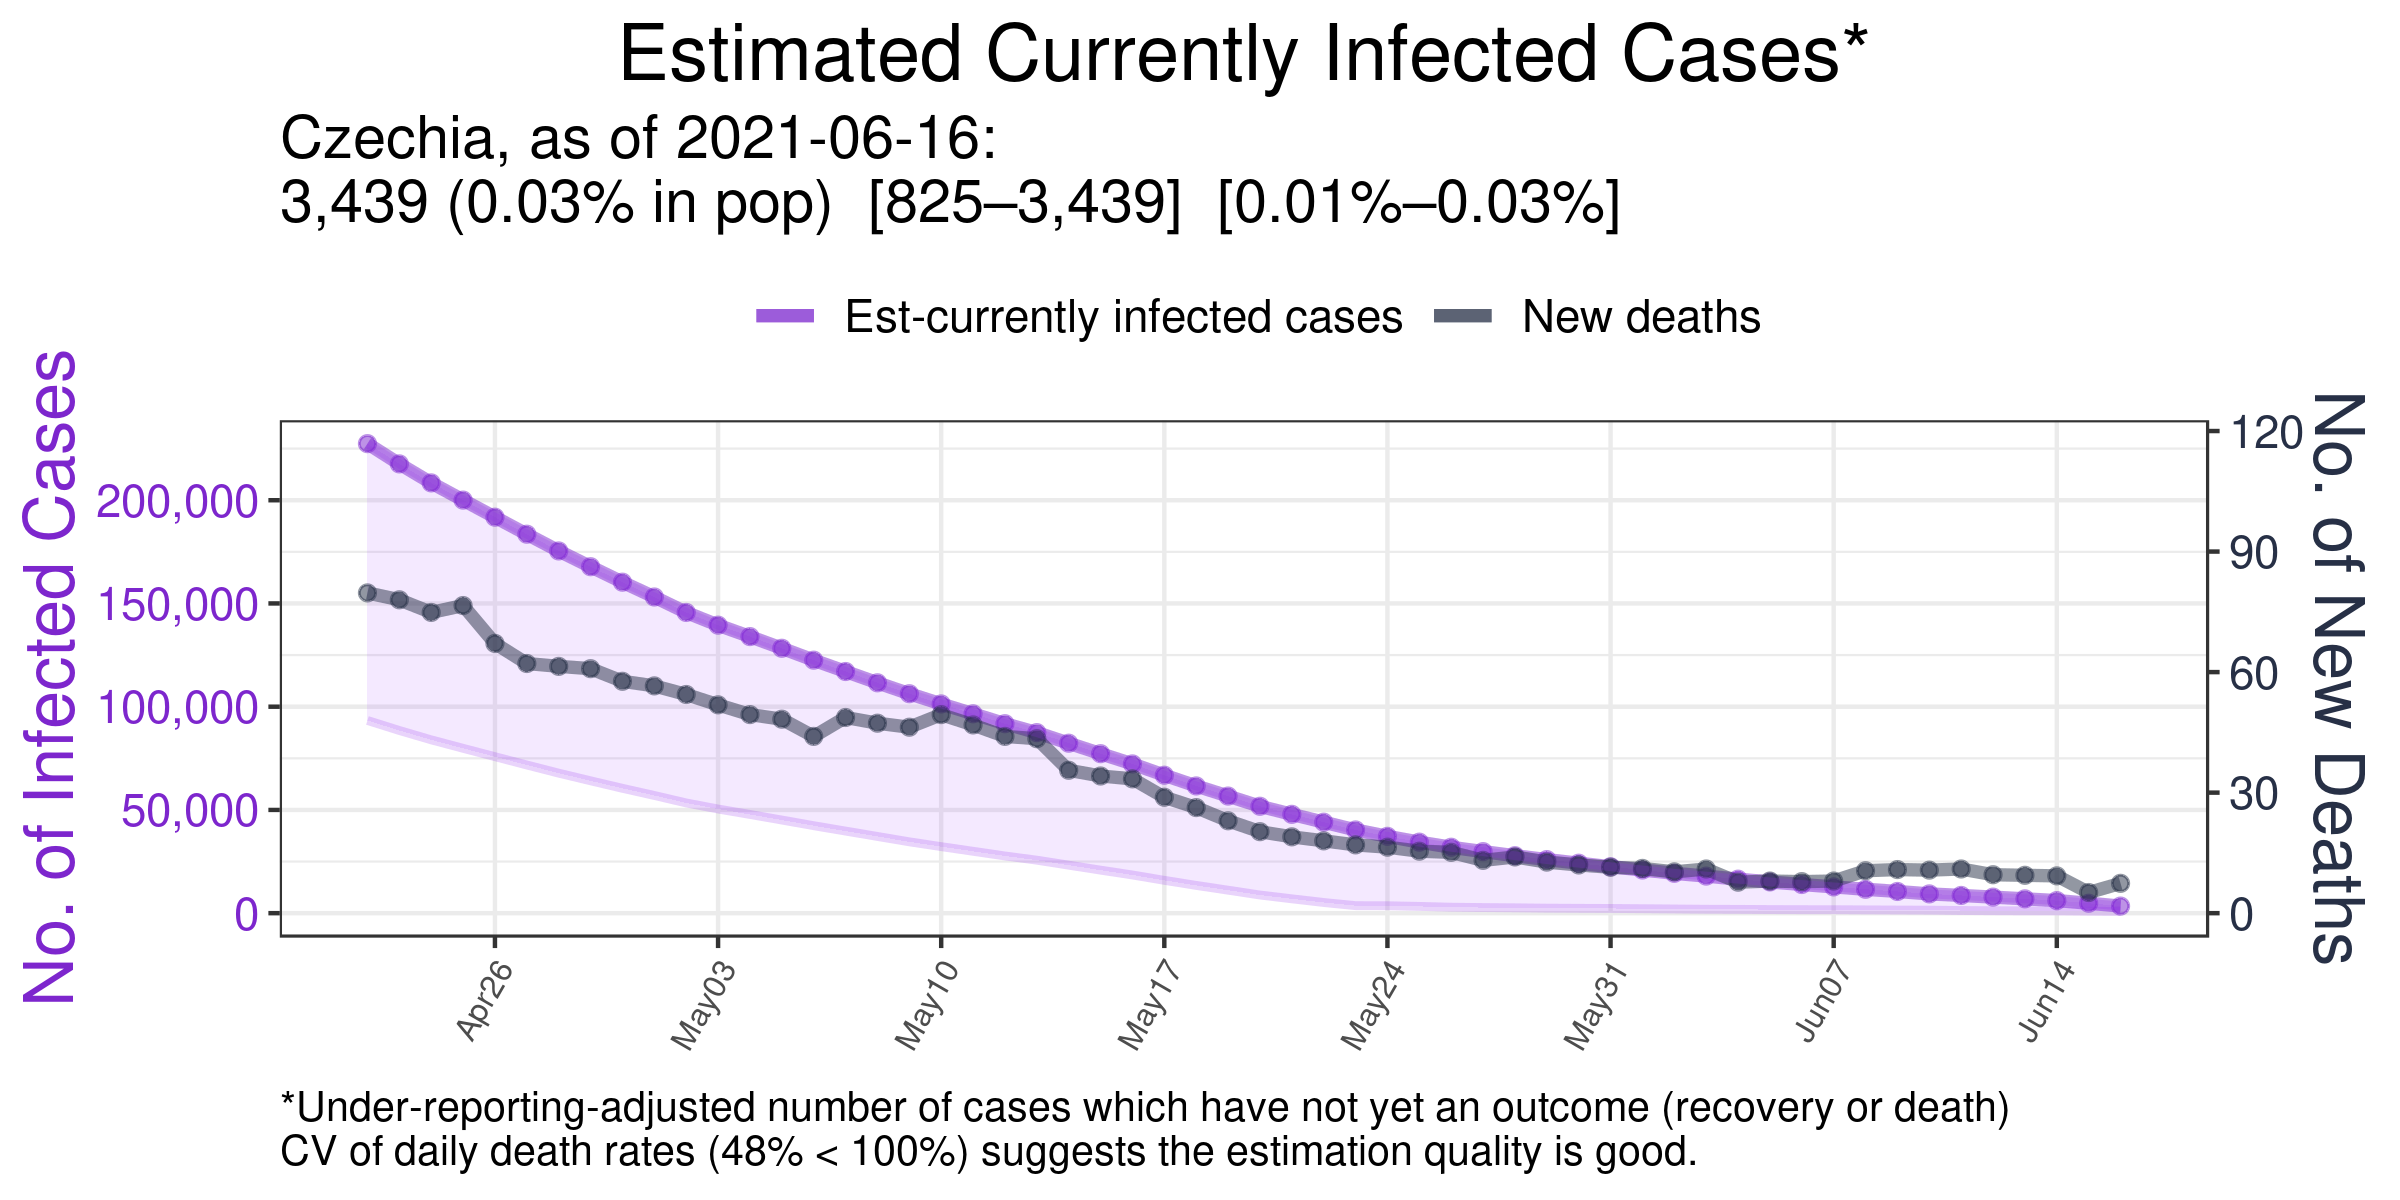 Estimated Currently Infected Cases*
Czechia, as of 2021-06-16:
3,439 (0.03% in pop)  [825–3,439]  [0.01%–0.03%]
Est-currently infected cases
New deaths
No. of Infected Cases
200,000
150,000
100,000
50,000
0
120
90
60
30
0
No. of New Deaths
Apr26
May03
May10
May17
May24
May31
Jun07
Jun14
*Under-reporting-adjusted number of cases which have not yet an outcome (recovery or death)
CV of daily death rates (48% < 100%) suggests the estimation quality is good.